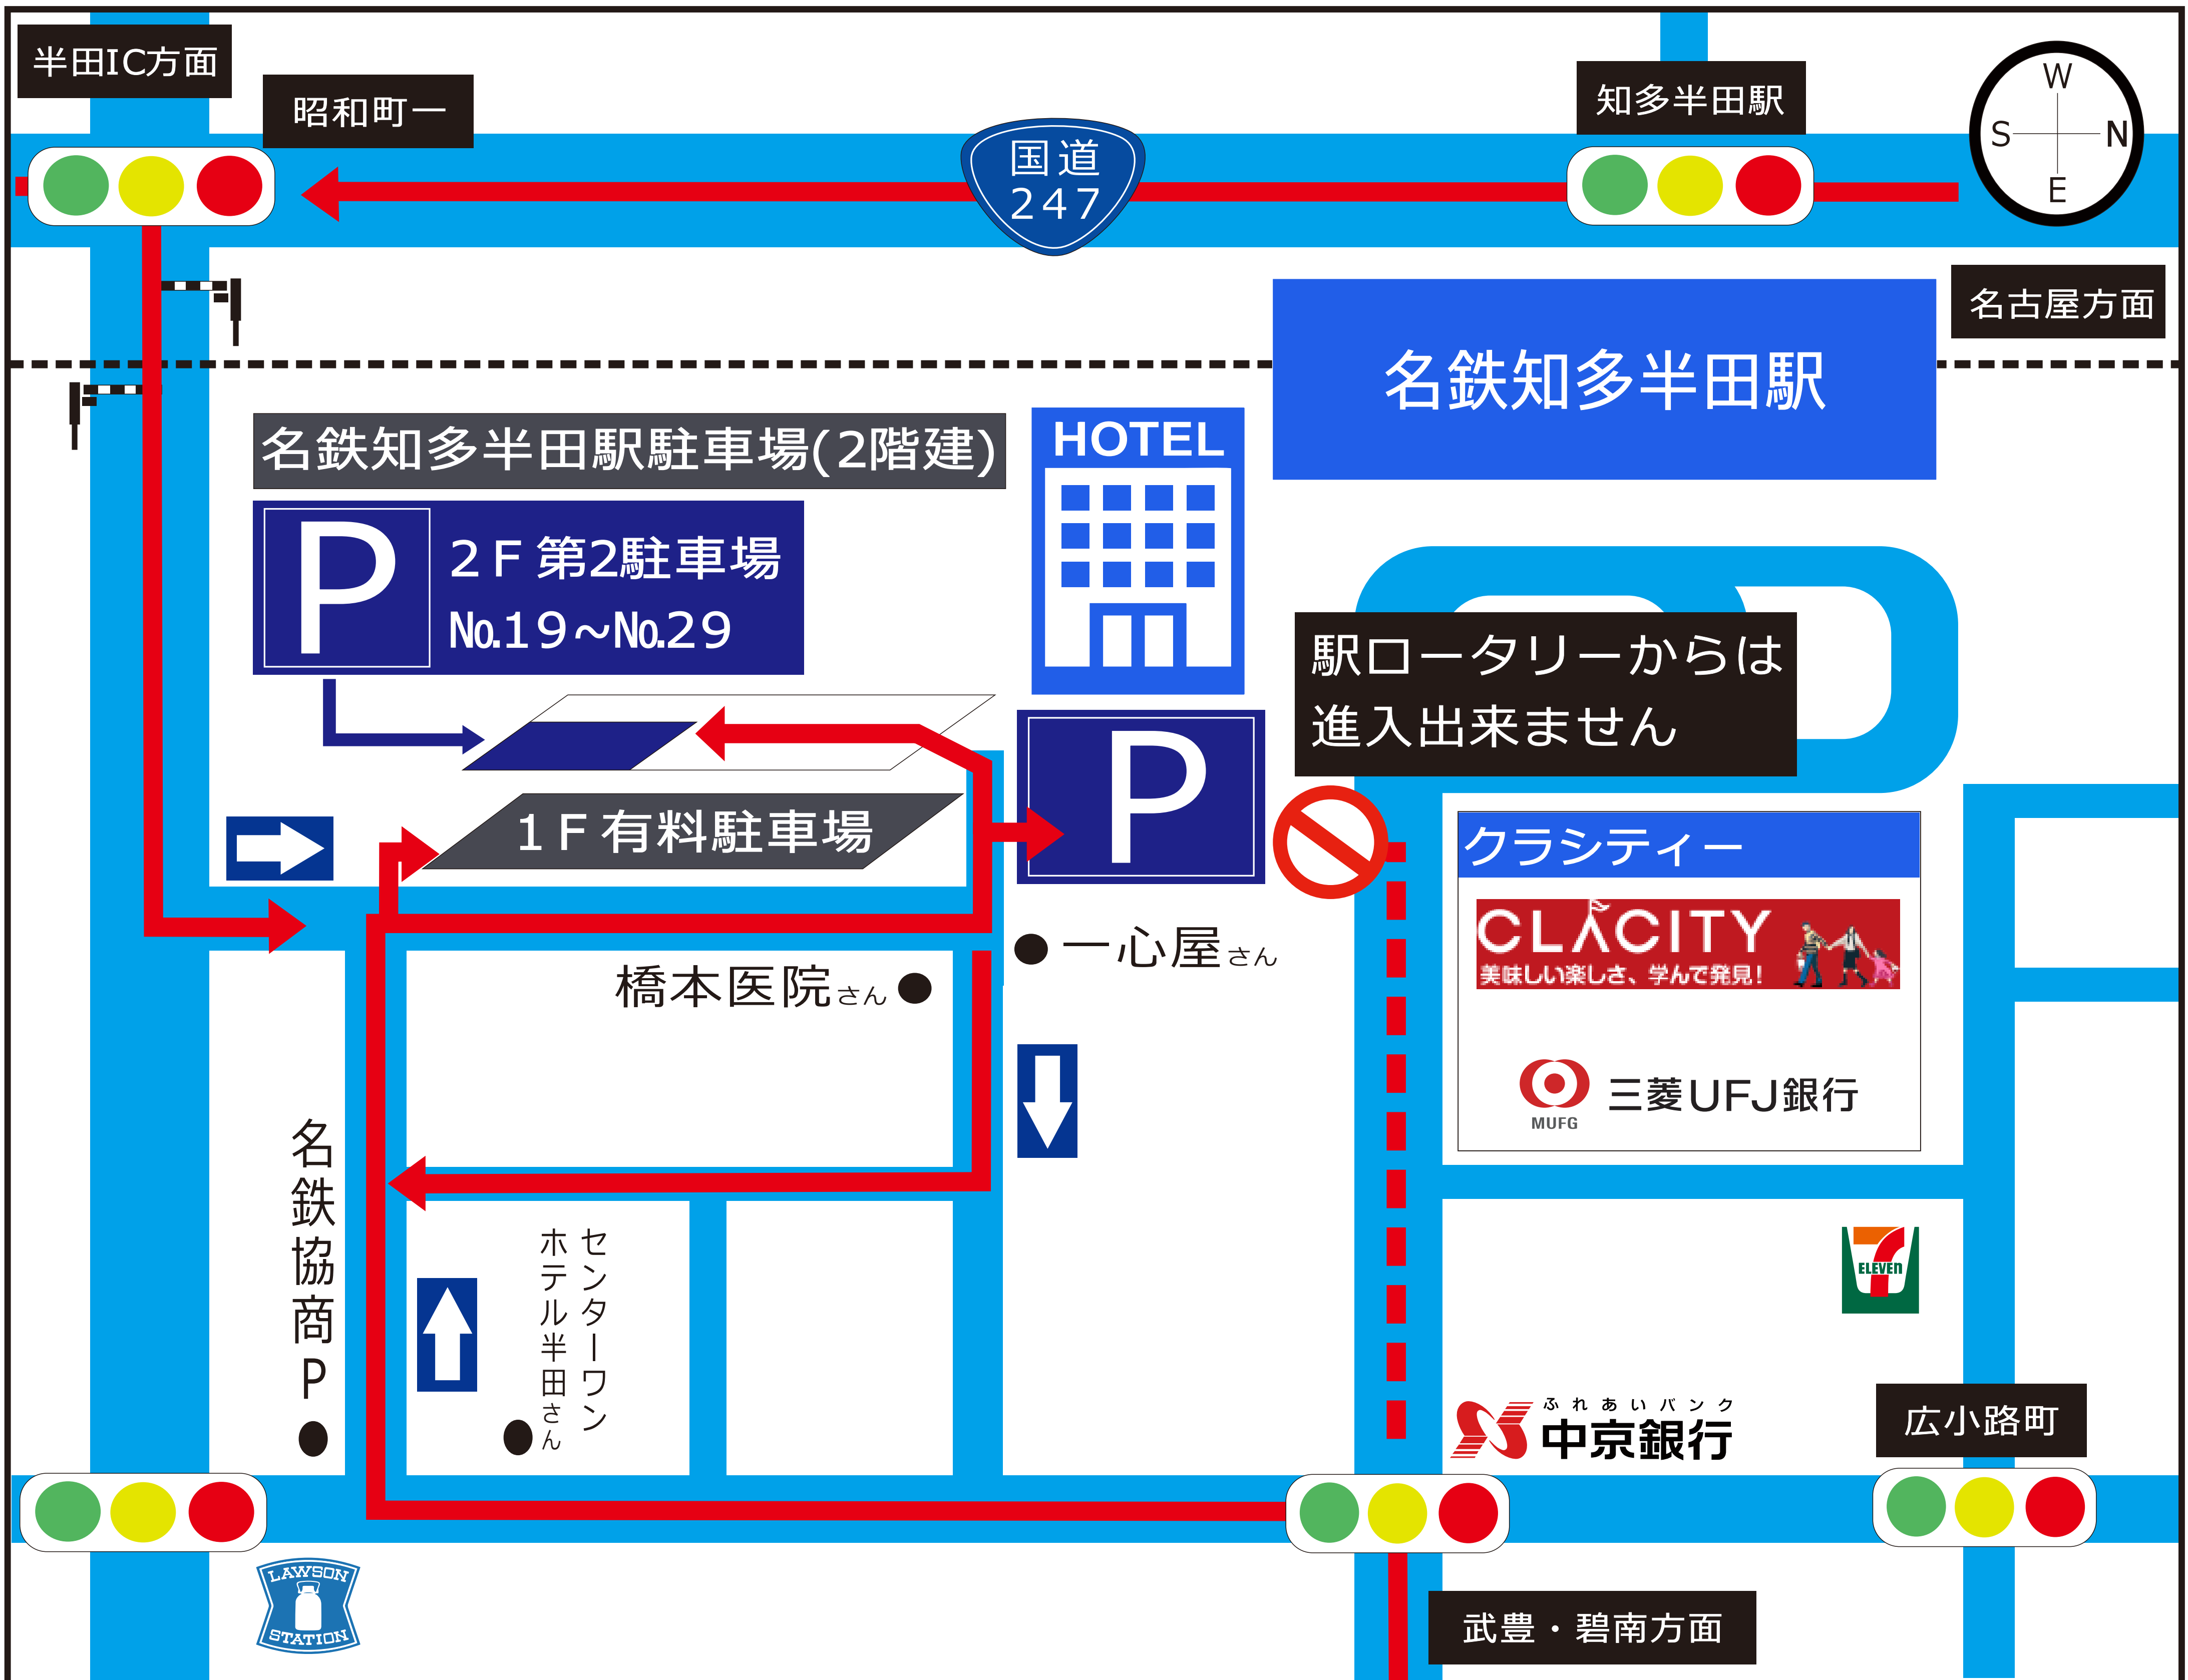 半田IC方面
昭和町一
国道
247
知多半田駅
W
S
N
E
名古屋方面
名鉄知多半田駅
名鉄知多半田駅駐車場(2階建)
HOTEL
P
2F第2駐車場
№19~№29
駅ロータリーからは
進入出来ません
P
1F有料駐車場
クラシティー
CLACITY
美味しい楽しさ、学んで発見!
一心屋さん
橋本医院さん
MUFG
三菱UFJ銀行
名鉄協商P
センターワン
ホテル半田さん
7
ELEVEN
ふれあいバンク
中京銀行
広小路町
LAWSON
STATION
武豊・碧南方面